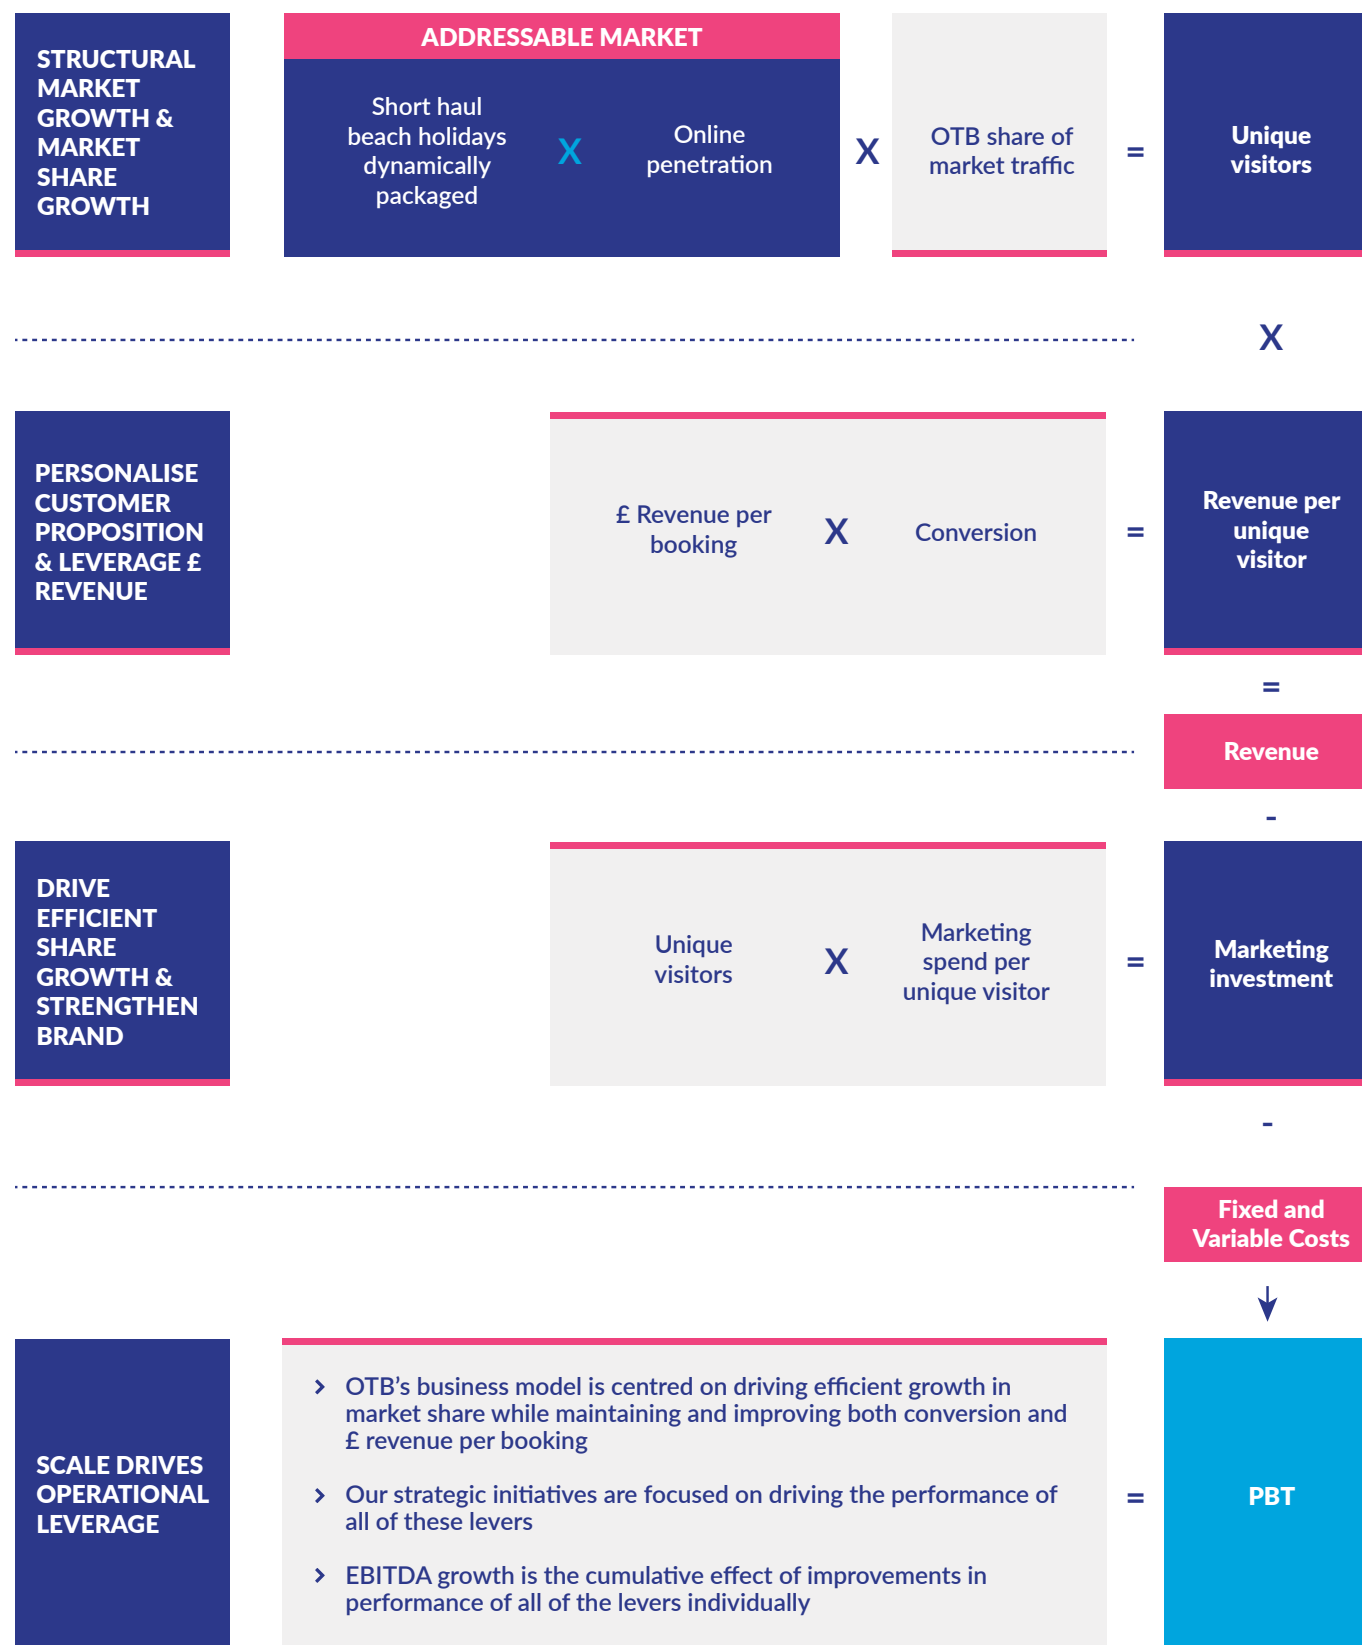 STRUCTURAL
MARKET
GROWTH &
MARKET
SHARE
GROWTH
ADDRESSABLE MARKET
Short haul
beach holidays
dynamically
packaged
X
Online
penetration
X
OTB share of
market traffic
=
Unique
visitors
X
PERSONALISE
CUSTOMER
PROPOSITION
& LEVERAGE £
REVENUE
£ Revenue per
booking
X
Conversion
=
Revenue per
unique
visitor
=
Revenue
-
DRIVE
EFFICIENT
SHARE
GROWTH &
STRENGTHEN
BRAND
Unique
visitors
X
Marketing
spend per
unique visitor
=
Marketing
investment
-
Fixed and
Variable Costs
SCALE DRIVES
OPERATIONAL
LEVERAGE
OTB’s business model is centred on driving efficient growth in
market share while maintaining and improving both conversion and
£ revenue per booking
Our strategic initiatives are focused on driving the performance of
all of these levers
EBITDA growth is the cumulative effect of improvements in
performance of all of the levers individually
=
PBT